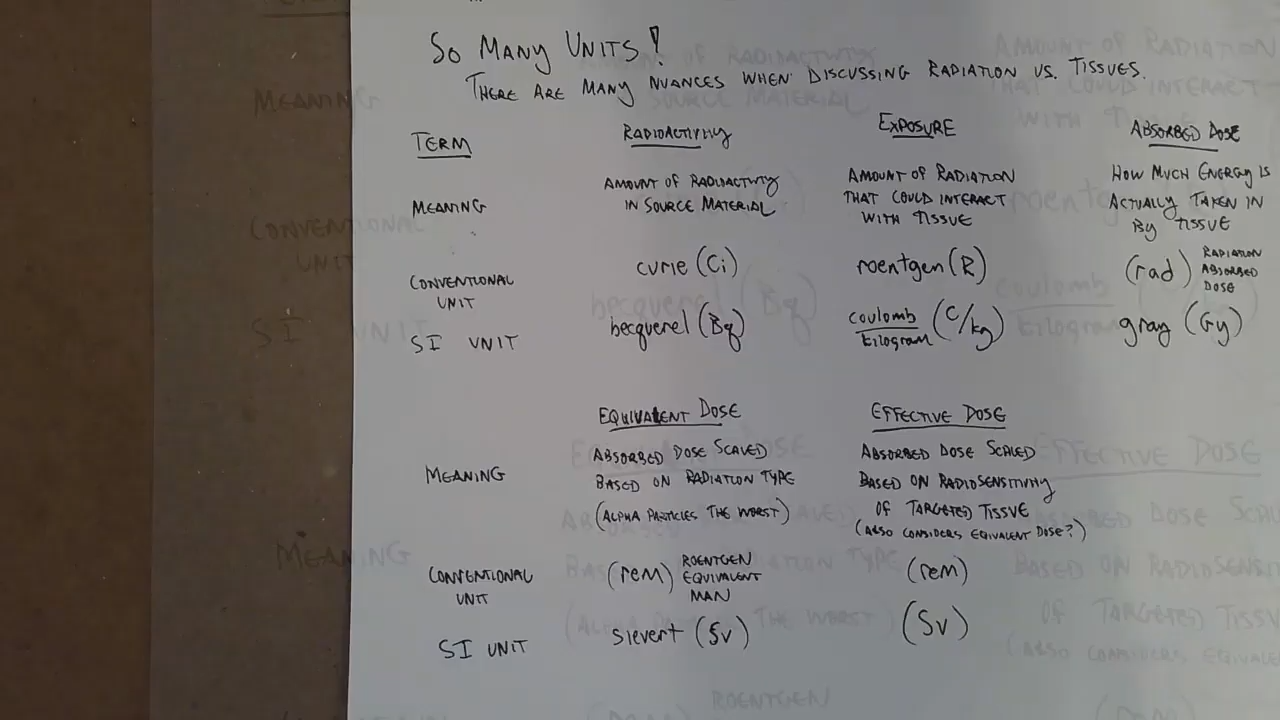 SO MANY UNITS!
THERE ARE MANY NUANCES WHEN DISCUSSING RADIATION VS. TISSUES.
TERM RADIOACTIVITY EXPOSURE ABSORBED DOSE
MEANING
AMOUNT OF RADIOACTIVITY
IN SOURCE MATERIAL
AMOUNT OF RADIATION
THAT COULD INTERACT
WITH TISSUE
HOW MUCH ENERGY IS
ACTUALLY TAKEN IN
BY TISSUE
CONVENTIONAL
UNIT
curie (Ci)
roentgen (R)
(rad) RADIATION
ABSORBED
DOSE
SI UNIT
becquerel (Bq)
coulomb/kilogram (C/kg)
gray (Gy)
EQUIVALENT DOSE EFFECTIVE DOSE
MEANING
ABSORBED DOSE SCALED
BASED ON RADIATION TYPE
(ALPHA PARTICLES THE WORST)
ABSORBED DOSE SCALED
BASED ON RADIOSENSITIVITY
OF TARGETED TISSUE
(ALSO CONSIDERS EQUIVALENT DOSE?)
CONVENTIONAL
UNIT
(rem) ROENTGEN
EQUIVALENT
MAN
(rem)
SI UNIT
sievert (Sv)
(Sv)